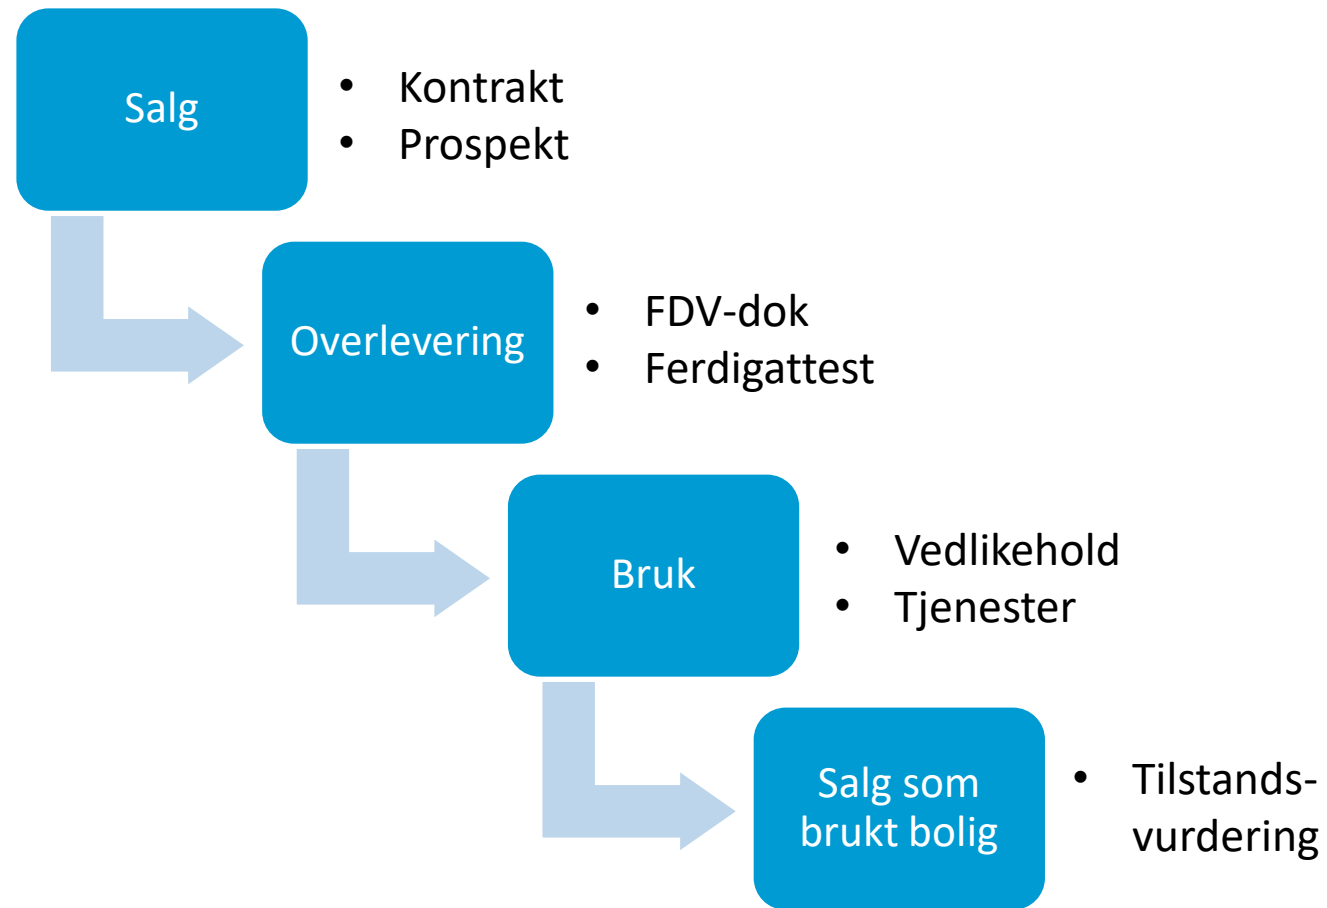 Salg
• Kontrakt
• Prospekt
Overlevering
• FDV-dok
• Ferdigattest
Bruk
• Vedlikehold
• Tjenester
Salg som
brukt bolig
• Tilstands-
vurdering